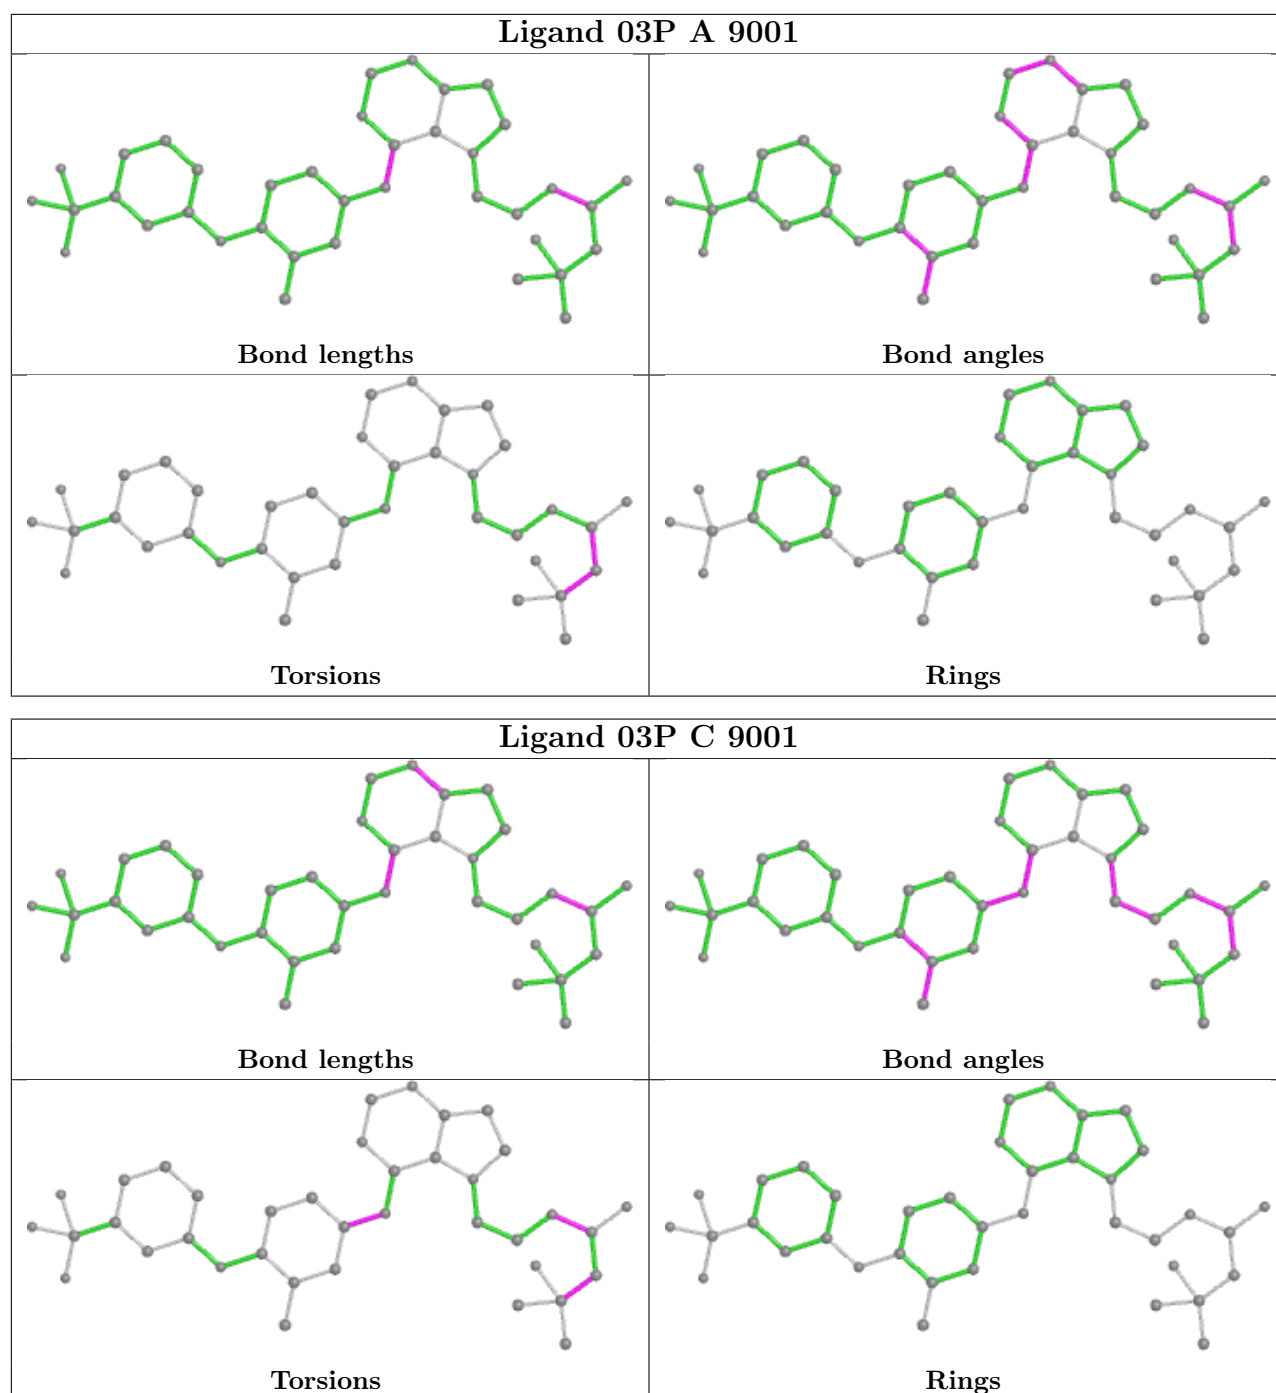 Ligand 03P A 9001
Bond lengths
Bond angles
Torsions
Rings
Ligand 03P C 9001
Bond lengths
Bond angles
Torsions
Rings